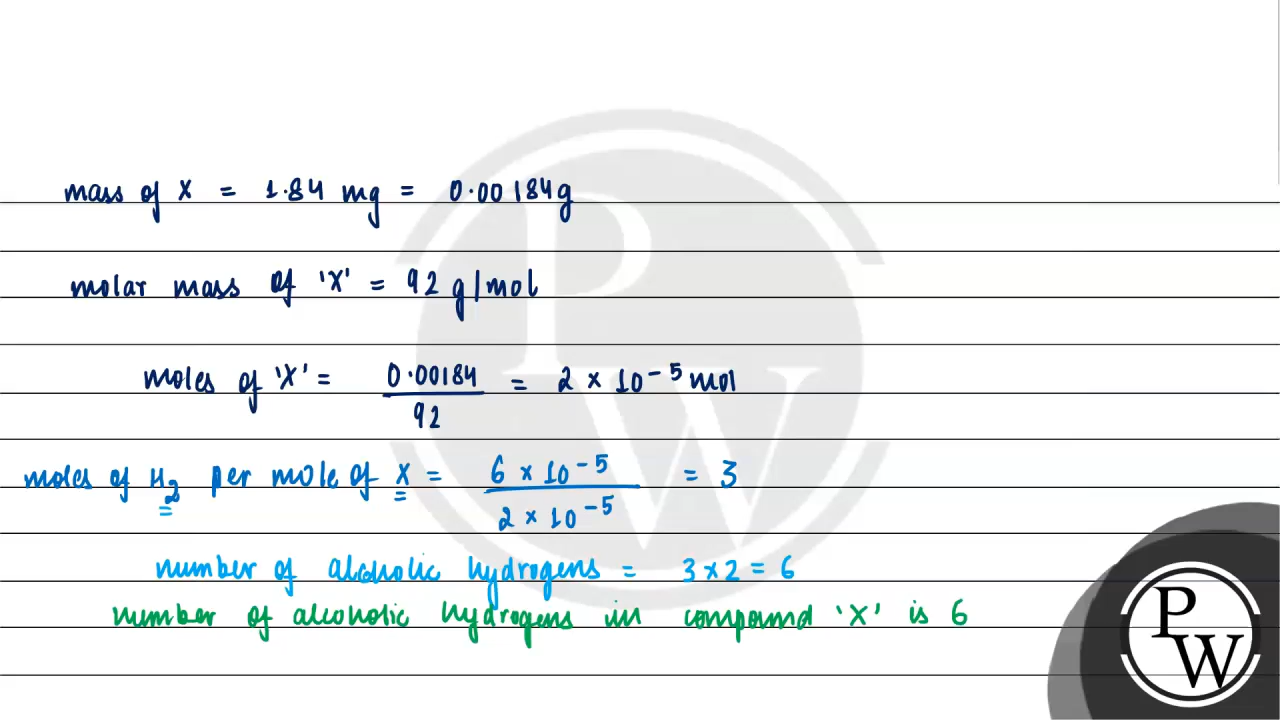 mass of X = 1.84 mg = 0.00184g
molar mass of 'X' = 92 g/mol
moles of 'X' = 0.00184/92 = 2 × 10⁻⁵ mol
moles of H₂ per mole of X = 6 × 10⁻⁵/2 × 10⁻⁵ = 3
number of alcoholic hydrogens = 3×2 = 6
number of alcoholic hydrogens in compound 'X' is 6
PW
PW